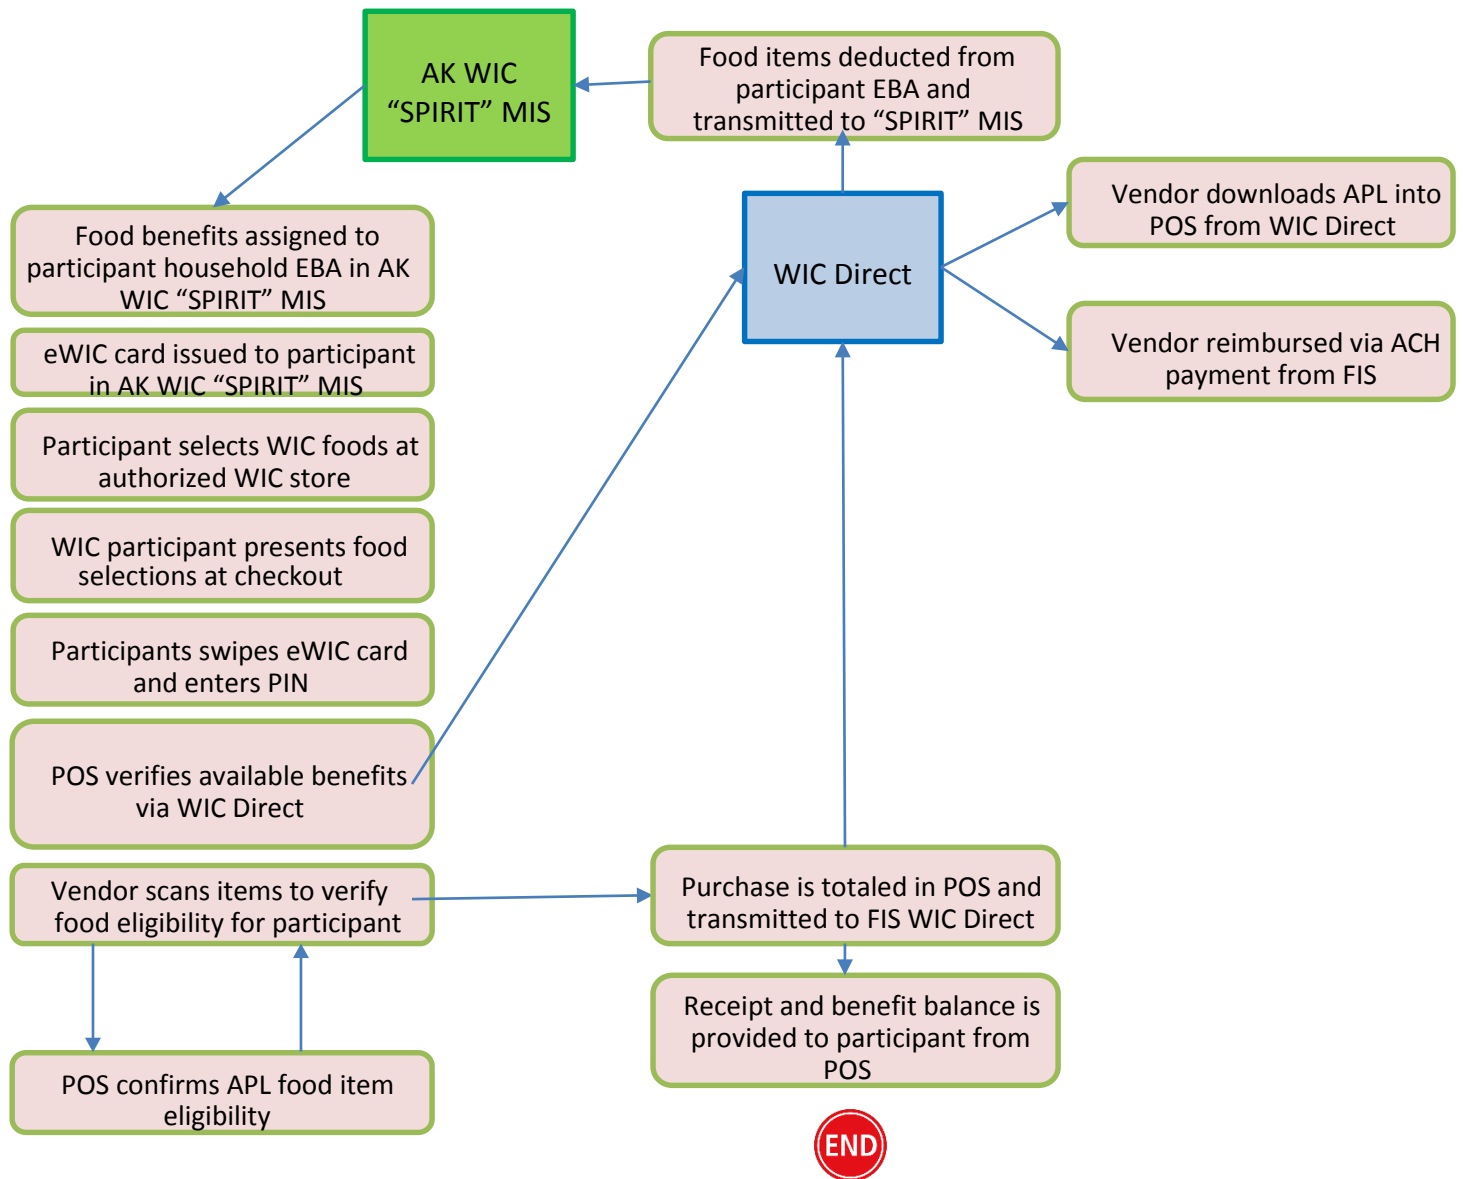 AK WIC
“SPIRIT” MIS
Food items deducted from
participant EBA and
transmitted to “SPIRIT” MIS
Vendor downloads APL into
POS from WIC Direct
WIC Direct
Vendor reimbursed via ACH
payment from FIS
Food benefits assigned to
participant household EBA in AK
WIC “SPIRIT” MIS
eWIC card issued to participant
in AK WIC “SPIRIT” MIS
Participant selects WIC foods at
authorized WIC store
WIC participant presents food
selections at checkout
Participants swipes eWIC card
and enters PIN
POS verifies available benefits
via WIC Direct
Vendor scans items to verify
food eligibility for participant
Purchase is totaled in POS and
transmitted to FIS WIC Direct
POS confirms APL food item
eligibility
Receipt and benefit balance is
provided to participant from
POS
END